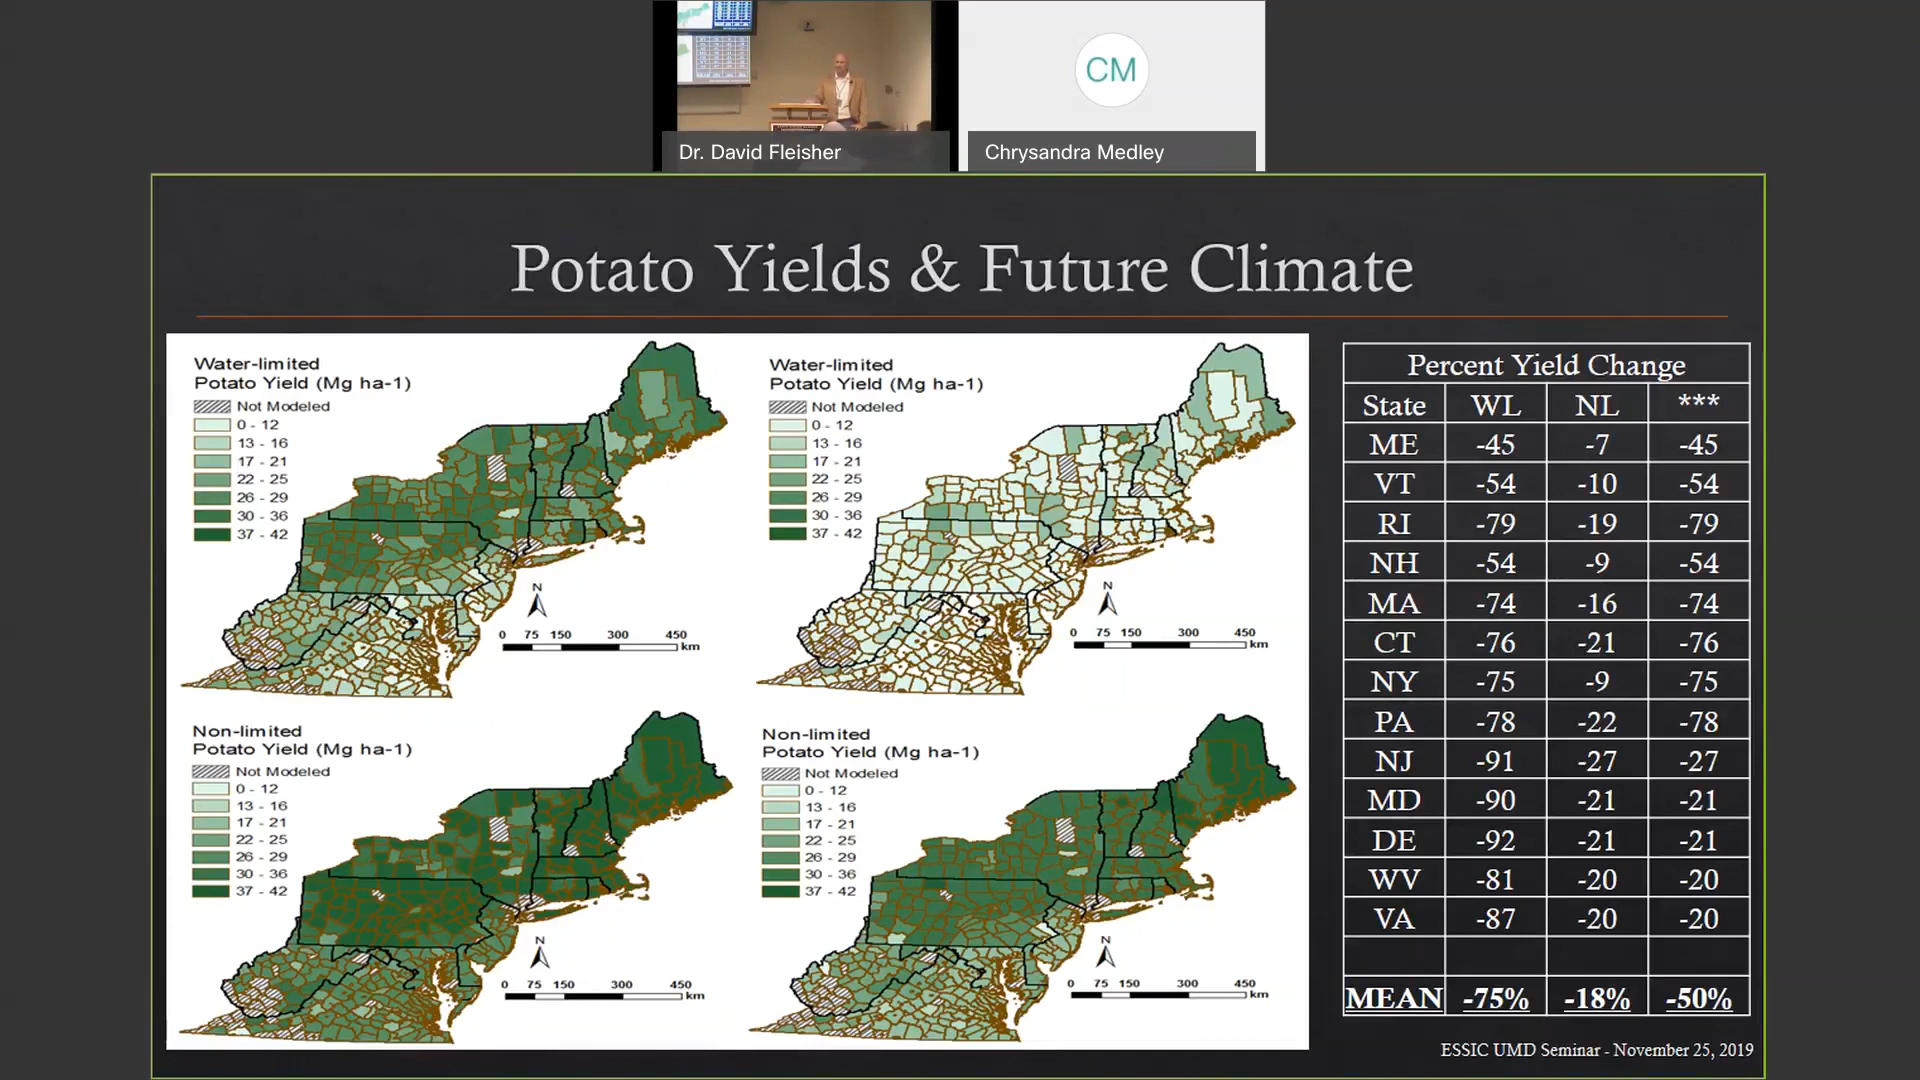 Dr. David Fleisher
CM
Chrysandra Medley
Potato Yields & Future Climate
Water-limited
Potato Yield (Mg ha-1)
Not Modeled
0 - 12
13 - 16
17 - 21
22 - 25
26 - 29
30 - 36
37 - 42
N
0 75 150 300 450
km
Water-limited
Potato Yield (Mg ha-1)
Not Modeled
0 - 12
13 - 16
17 - 21
22 - 25
26 - 29
30 - 36
37 - 42
N
0 75 150 300 450
km
Non-limited
Potato Yield (Mg ha-1)
Not Modeled
0 - 12
13 - 16
17 - 21
22 - 25
26 - 29
30 - 36
37 - 42
N
0 75 150 300 450
km
Non-limited
Potato Yield (Mg ha-1)
Not Modeled
0 - 12
13 - 16
17 - 21
22 - 25
26 - 29
30 - 36
37 - 42
N
0 75 150 300 450
km
Percent Yield Change
State WL NL ***
ME -45 -7 -45
VT -54 -10 -54
RI -79 -19 -79
NH -54 -9 -54
MA -74 -16 -74
CT -76 -21 -76
NY -75 -9 -75
PA -78 -22 -78
NJ -91 -27 -27
MD -90 -21 -21
DE -92 -21 -21
WV -81 -20 -20
VA -87 -20 -20
MEAN -75% -18% -50%
ESSIC UMD Seminar - November 25, 2019